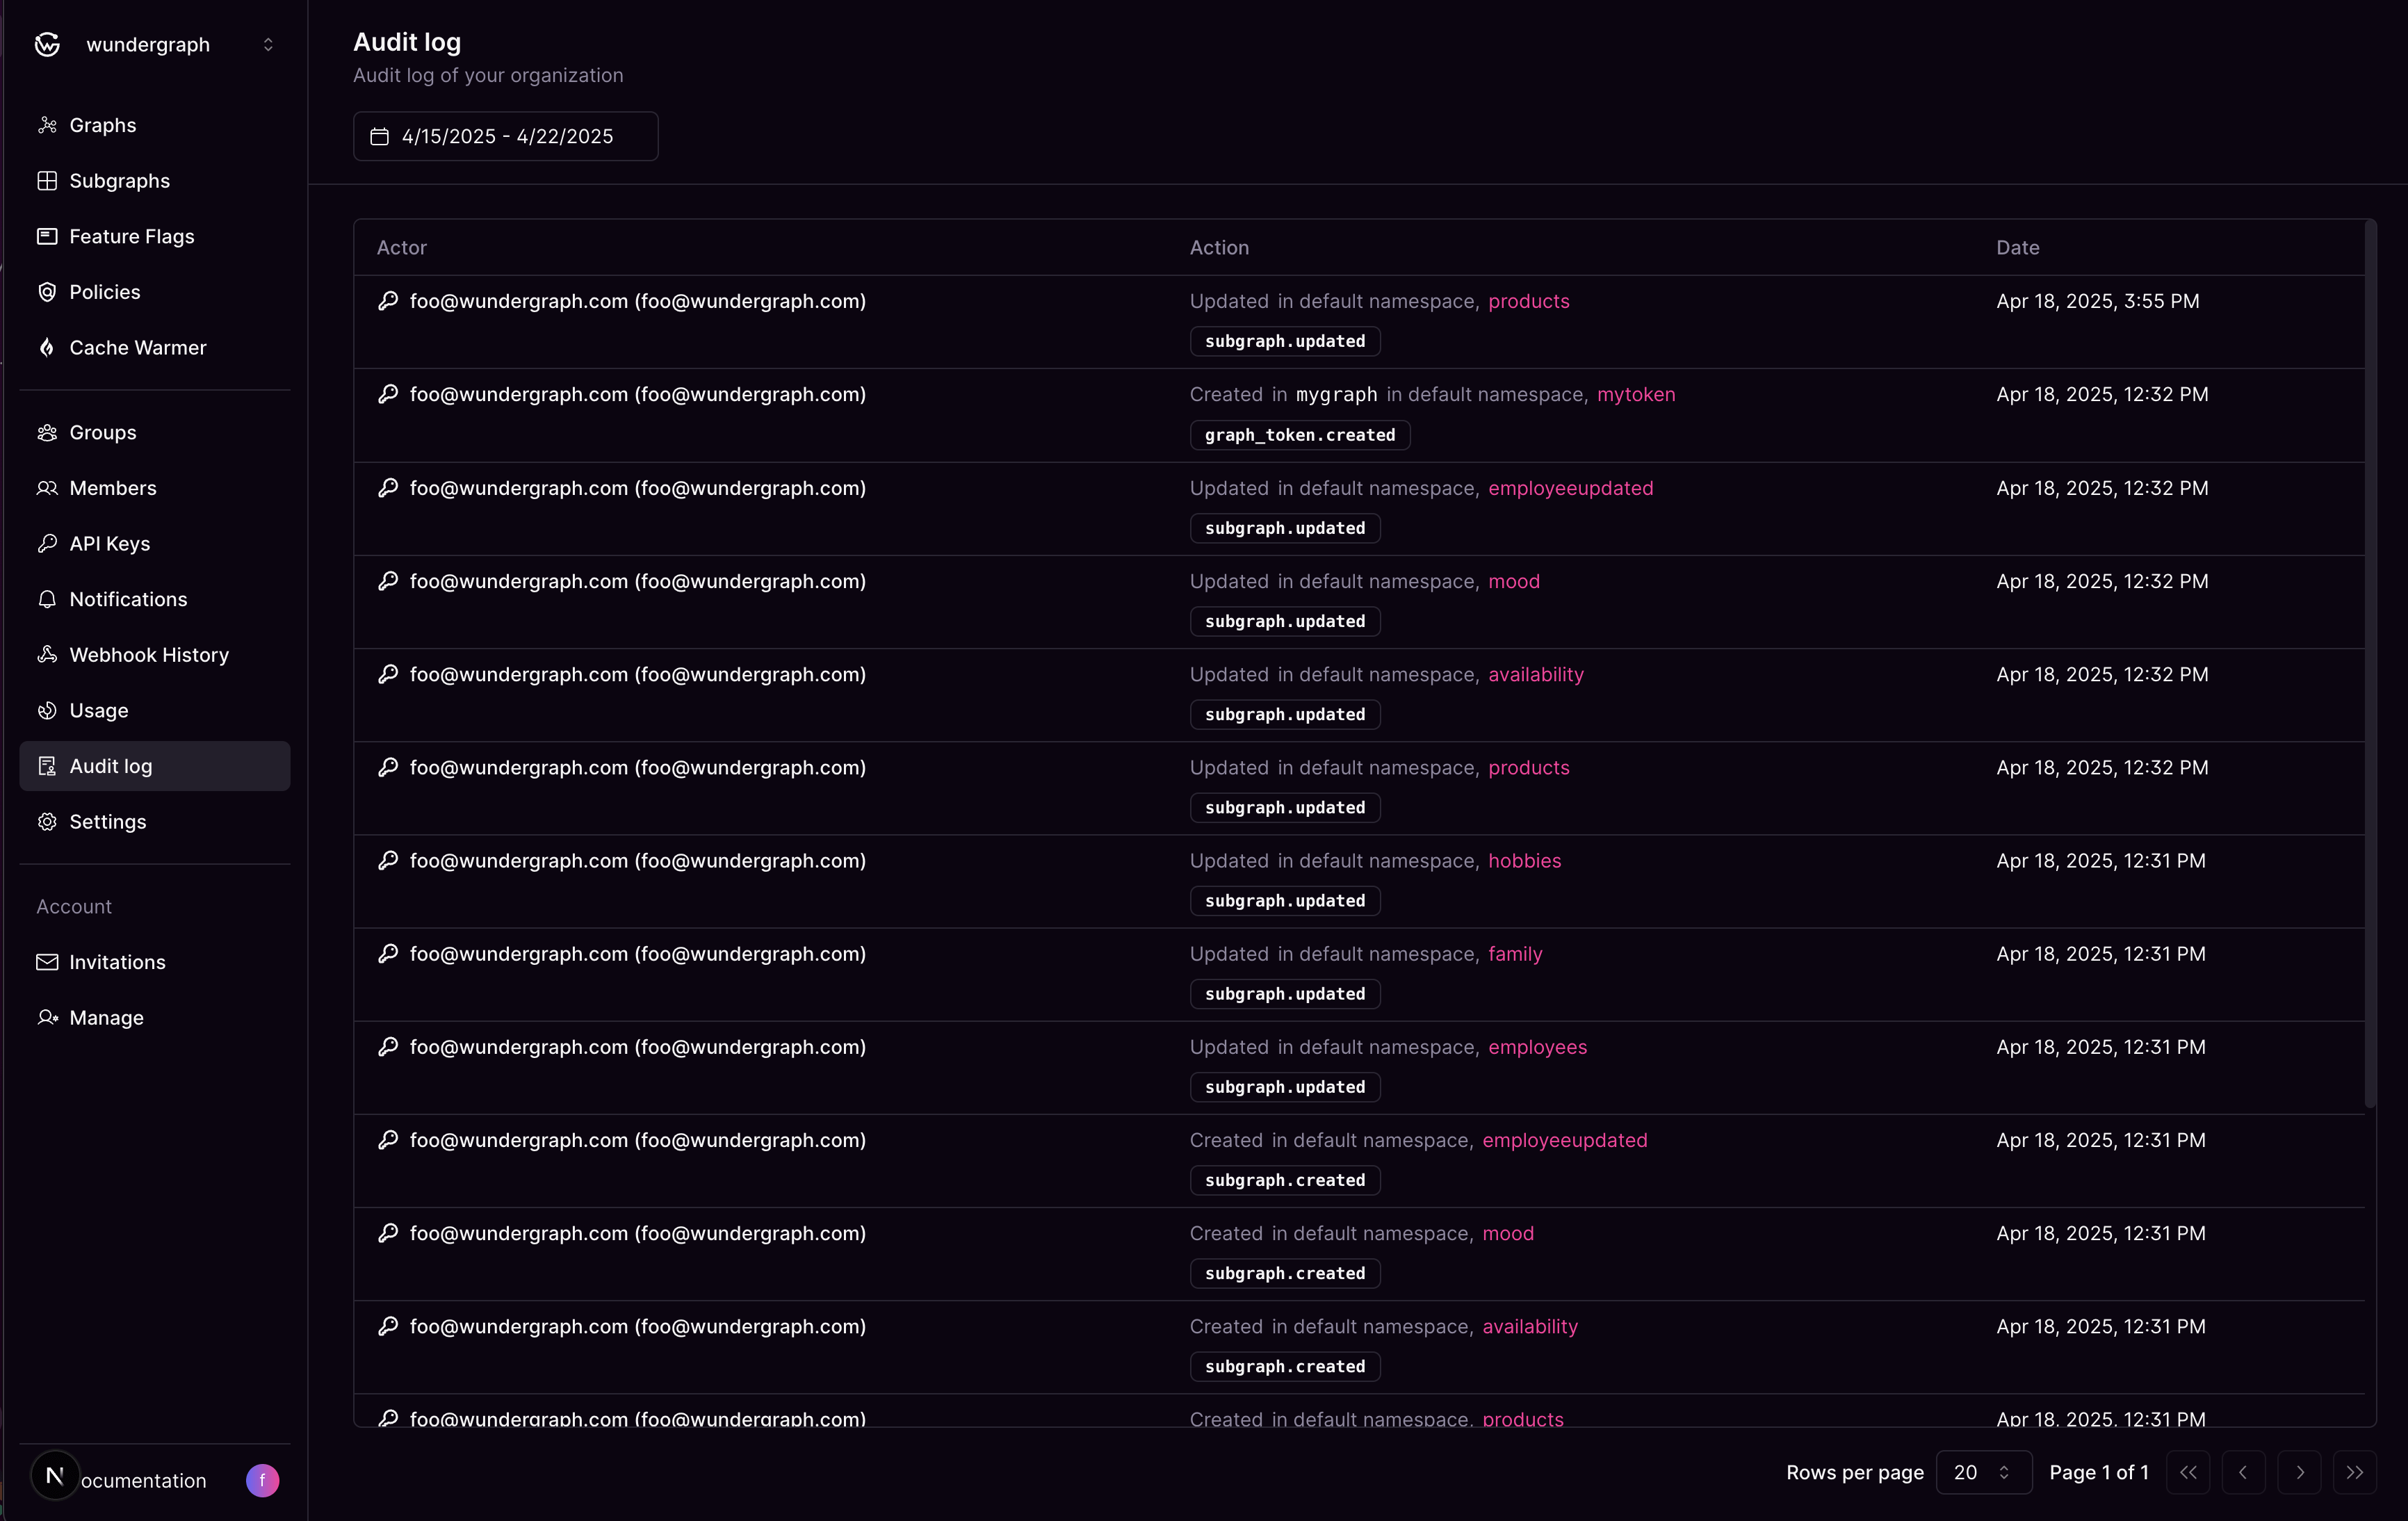 wundergraph
Graphs
Subgraphs
Feature Flags
Policies
Cache Warmer
Groups
Members
API Keys
Notifications
Webhook History
Usage
Audit log
Settings
Account
Invitations
Manage
N
ocumentation
f
Audit log
Audit log of your organization
4/15/2025 - 4/22/2025
Actor Action Date
foo@wundergraph.com (foo@wundergraph.com) Updated in default namespace, products Apr 18, 2025, 3:55 PM
subgraph.updated
foo@wundergraph.com (foo@wundergraph.com) Created in mygraph in default namespace, mytoken Apr 18, 2025, 12:32 PM
graph_token.created
foo@wundergraph.com (foo@wundergraph.com) Updated in default namespace, employeeupdated Apr 18, 2025, 12:32 PM
subgraph.updated
foo@wundergraph.com (foo@wundergraph.com) Updated in default namespace, mood Apr 18, 2025, 12:32 PM
subgraph.updated
foo@wundergraph.com (foo@wundergraph.com) Updated in default namespace, availability Apr 18, 2025, 12:32 PM
subgraph.updated
foo@wundergraph.com (foo@wundergraph.com) Updated in default namespace, products Apr 18, 2025, 12:32 PM
subgraph.updated
foo@wundergraph.com (foo@wundergraph.com) Updated in default namespace, hobbies Apr 18, 2025, 12:31 PM
subgraph.updated
foo@wundergraph.com (foo@wundergraph.com) Updated in default namespace, family Apr 18, 2025, 12:31 PM
subgraph.updated
foo@wundergraph.com (foo@wundergraph.com) Updated in default namespace, employees Apr 18, 2025, 12:31 PM
subgraph.updated
foo@wundergraph.com (foo@wundergraph.com) Created in default namespace, employeeupdated Apr 18, 2025, 12:31 PM
subgraph.created
foo@wundergraph.com (foo@wundergraph.com) Created in default namespace, mood Apr 18, 2025, 12:31 PM
subgraph.created
foo@wundergraph.com (foo@wundergraph.com) Created in default namespace, availability Apr 18, 2025, 12:31 PM
subgraph.created
foo@wundergraph.com (foo@wundergraph.com) Created in default namespace, products Apr 18, 2025, 12:31 PM
Rows per page 20 Page 1 of 1